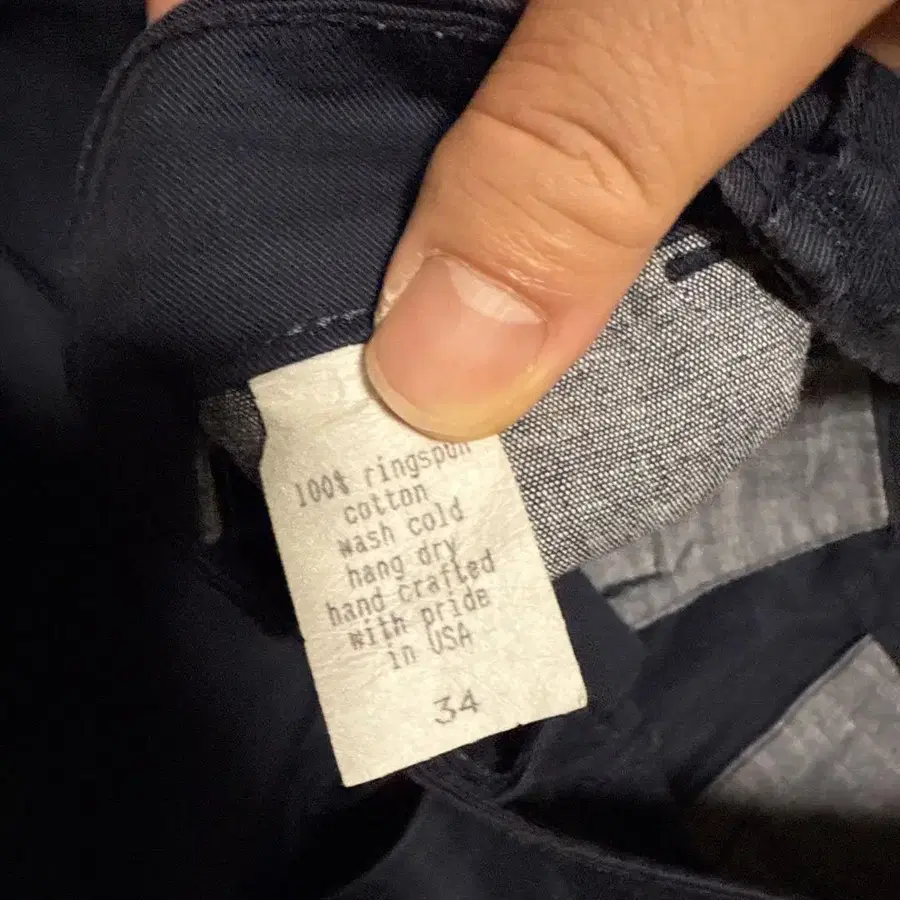 100% ringspun
cotton
wash cold
hang dry
hand crafted
with pride
in USA
34